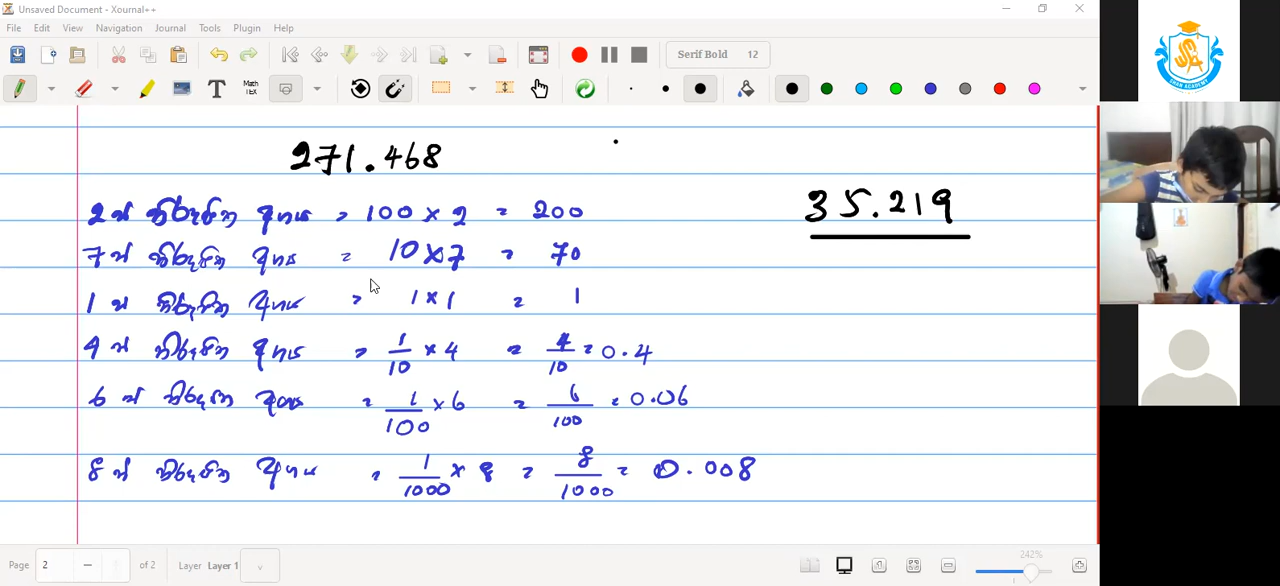 Unsaved Document - Xournal++
File Edit View Navigation Journal Tools Plugin Help
Serif Bold 12
271.468
35.219
2 න් නිරූපිත අගය = 100 × 2 = 200
7 න් නිරූපිත අගය = 10 × 7 = 70
1 න් නිරූපිත අගය = 1 × 1 = 1
4 න් නිරූපිත අගය = 1/10 × 4 = 4/10 = 0.4
6 න් නිරූපිත අගය = 1/100 × 6 = 6/100 = 0.06
8 න් නිරූපිත අගය = 1/1000 × 8 = 8/1000 = 0.008
Page 2 of 2 Layer Layer 1 242%